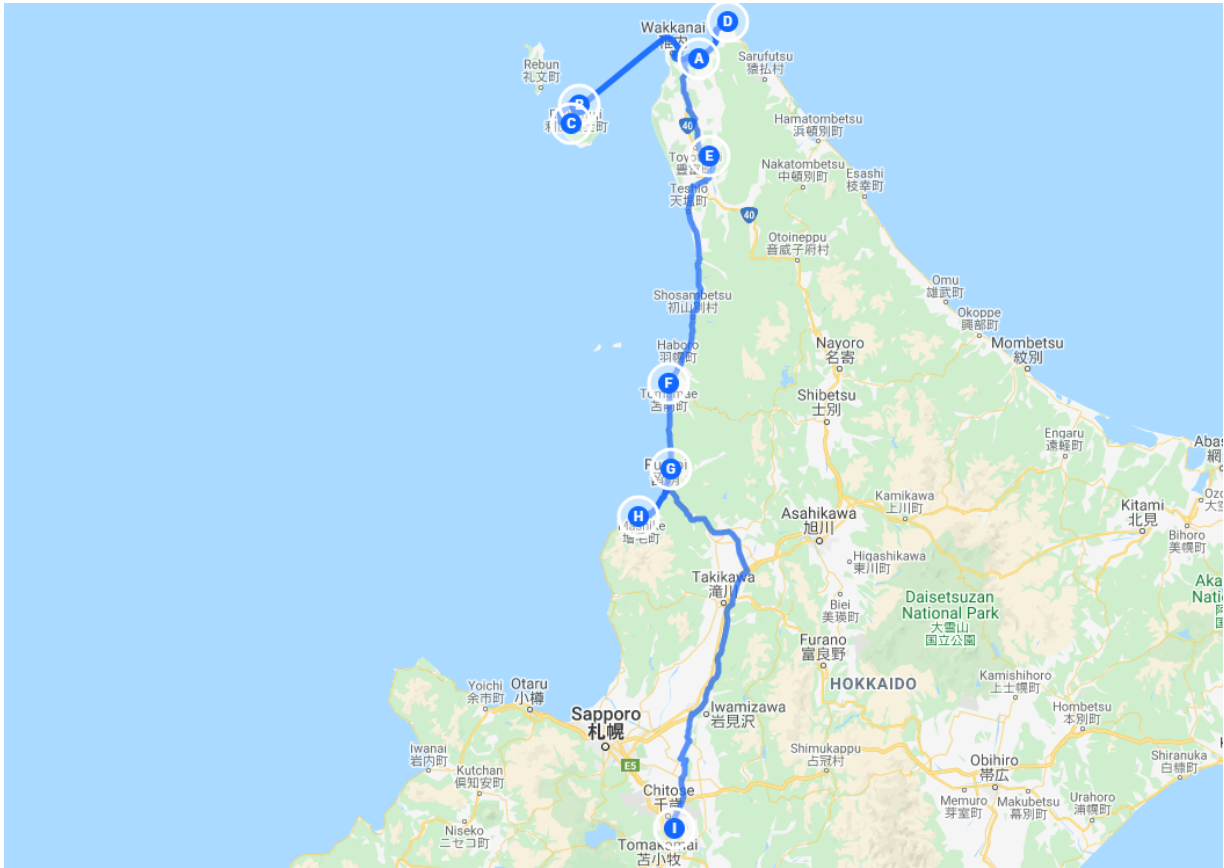 D
Wakkanai
A
Sarufutsu
猿払村
Rebun
礼文町
B
C
Hamatombetsu
浜頓別町
40
E
豊富町
Nakatombetsu
中頓別町
Esashi
枝幸町
Teshio
天塩町
40
Otoineppu
音威子府村
Omu
雄武町
Shosambetsu
初山別村
Okoppe
興部町
Haboro
羽幌町
Nayoro
名寄
Mombetsu
紋別
F
苫前町
Shibetsu
士別
Engaru
遠軽町
Abas
網
G
Kamikawa
上川町
Kitami
北見
H
増毛町
Asahikawa
旭川
Bihoro
美幌町
Higashikawa
東川町
Takikawa
滝川
Biei
美瑛町
Daisetsuzan
National Park
大雪山
国立公園
Furano
富良野
Kamishihoro
上士幌町
HOKKAIDO
Otaru
小樽
Yoichi
余市町
Sapporo
札幌
Iwamizawa
岩見沢
Hombetsu
本別町
Iwanai
岩内町
E5
Shimukappu
占冠村
Obihiro
帯広
Shiranuka
白糠町
Kutchan
倶知安町
Chitose
千歳
Memuro
芽室町
Makubetsu
幕別町
Urahoro
浦幌町
Niseko
ニセコ町
I
Tomakomai
苫小牧